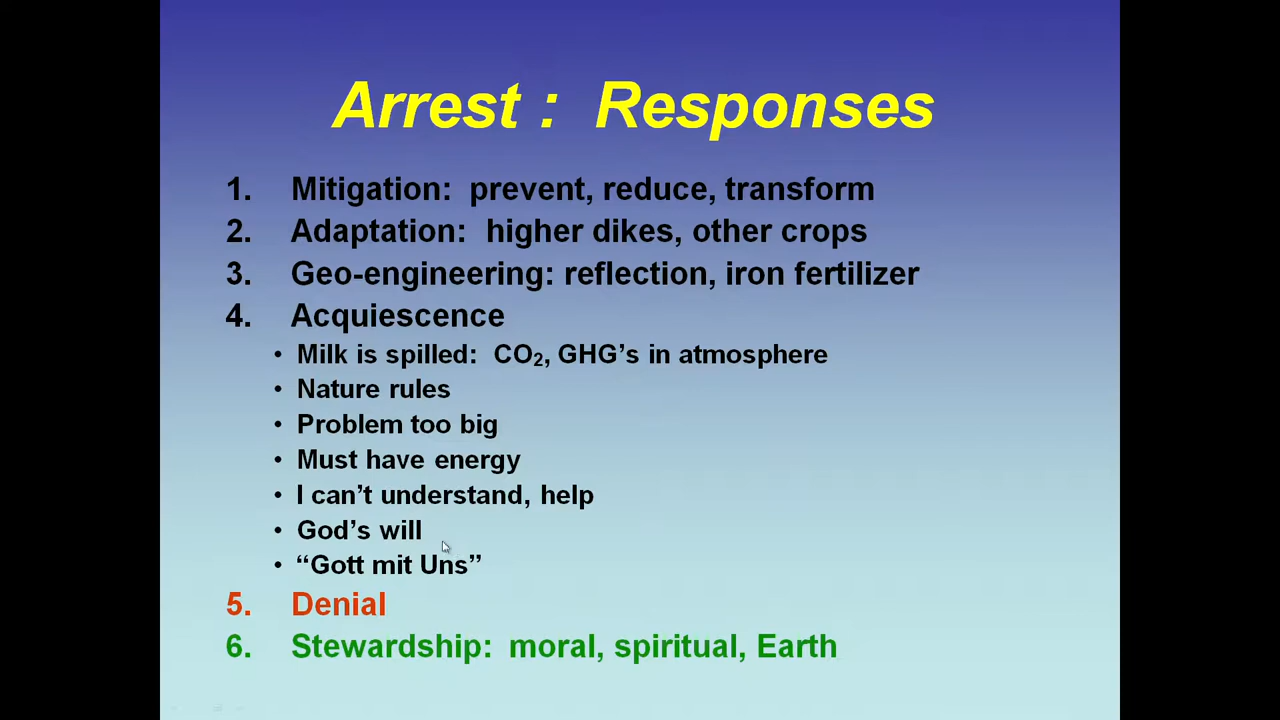 Arrest : Responses
1. Mitigation: prevent, reduce, transform
2. Adaptation: higher dikes, other crops
3. Geo-engineering: reflection, iron fertilizer
4. Acquiescence
• Milk is spilled: CO₂, GHG’s in atmosphere
• Nature rules
• Problem too big
• Must have energy
• I can’t understand, help
• God’s will
• “Gott mit Uns”
5. Denial
6. Stewardship: moral, spiritual, Earth